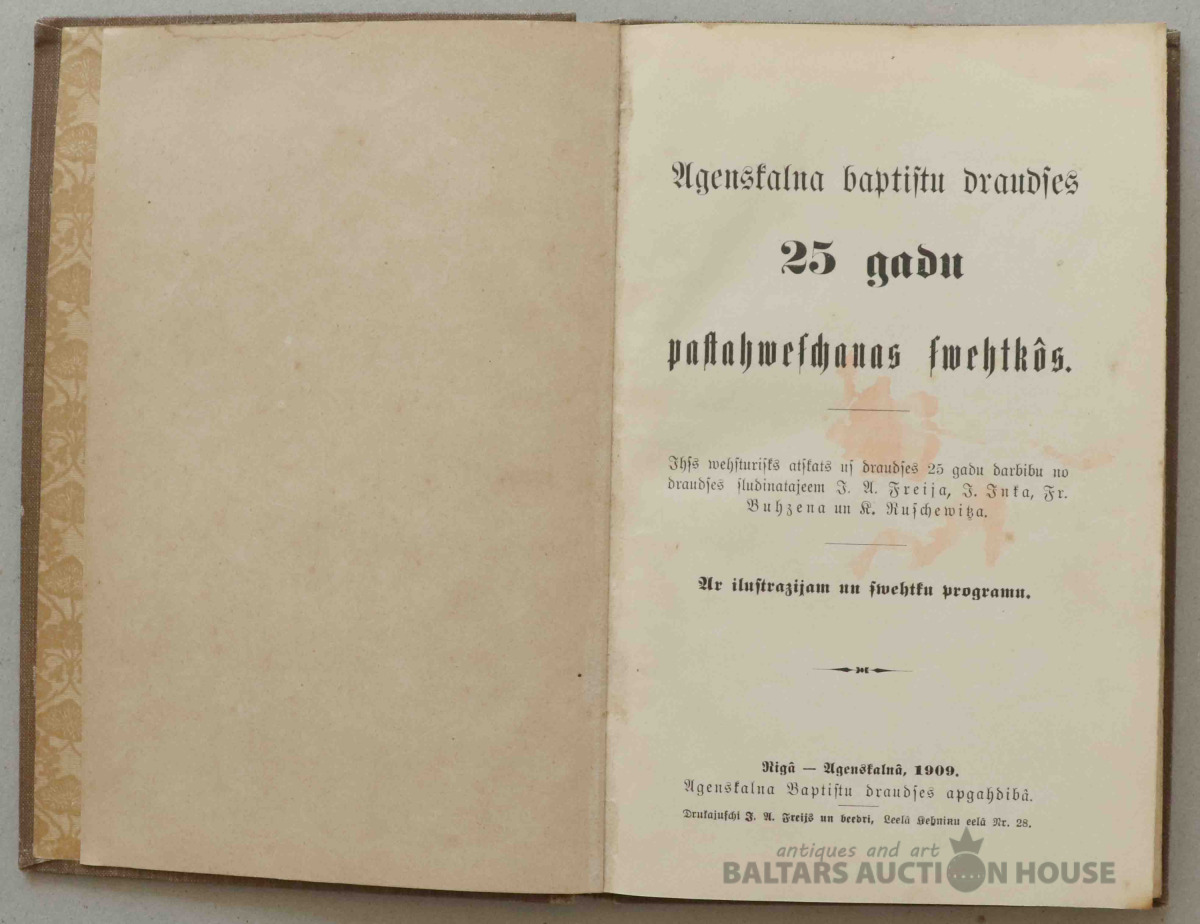 Agenskalna baptiſtu draudſes
25 gadu
paſtahweſchanas ſwehtkôs.
Ihſs wehſturiſks atſkats uſ draudſes 25 gadu darbibu no
draudſes ſludinatajeem J. A. Freija, J. Inka, Fr.
Buhzena un K. Ruſchewitza.
Ar iluſtrazijam un ſwehtku programu.
Rigâ — Agenskalnâ, 1909.
Agenskalna Baptiſtu draudſes apgahdibâ.
Drukajuſchi J. A. Freijs un beedri, Leelâ Kehninu eelâ Nr. 28.
antiques and art
BALTARS AUCTION HOUSE